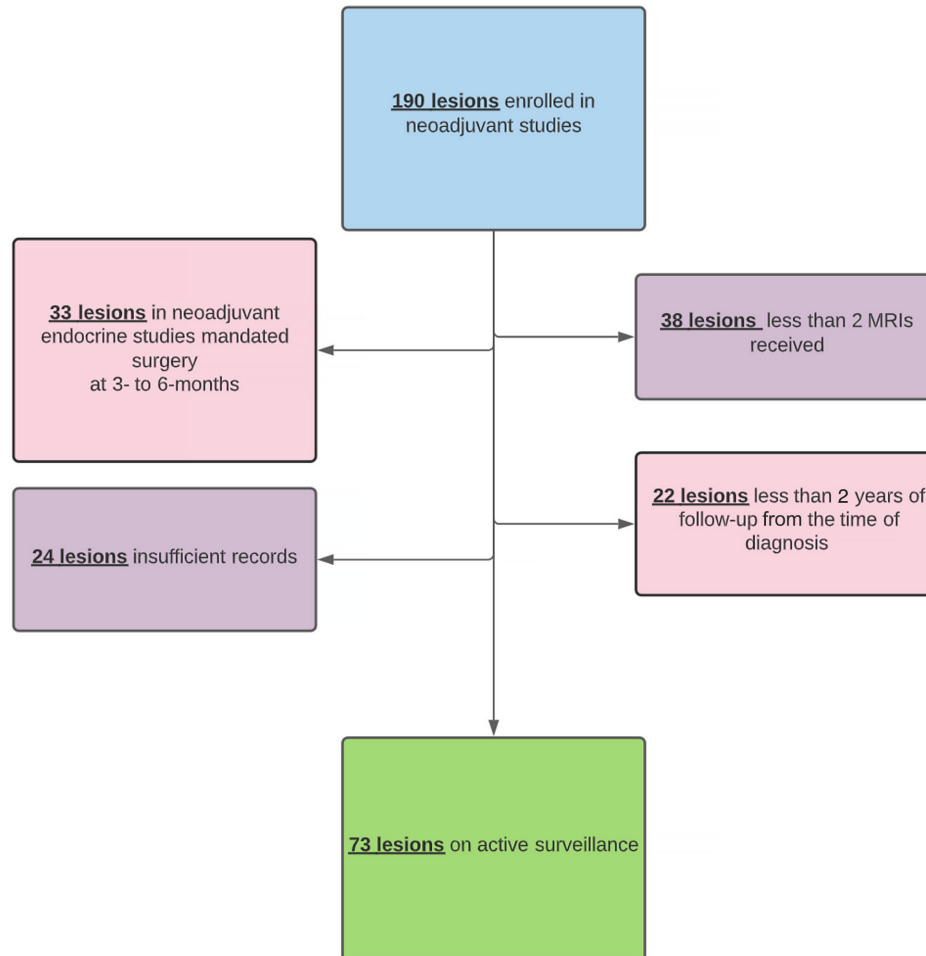 190 lesions enrolled in
neoadjuvant studies
33 lesions in neoadjuvant
endocrine studies mandated
surgery
at 3- to 6-months
38 lesions less than 2 MRIs
received
24 lesions insufficient records
22 lesions less than 2 years of
follow-up from the time of
diagnosis
73 lesions on active surveillance